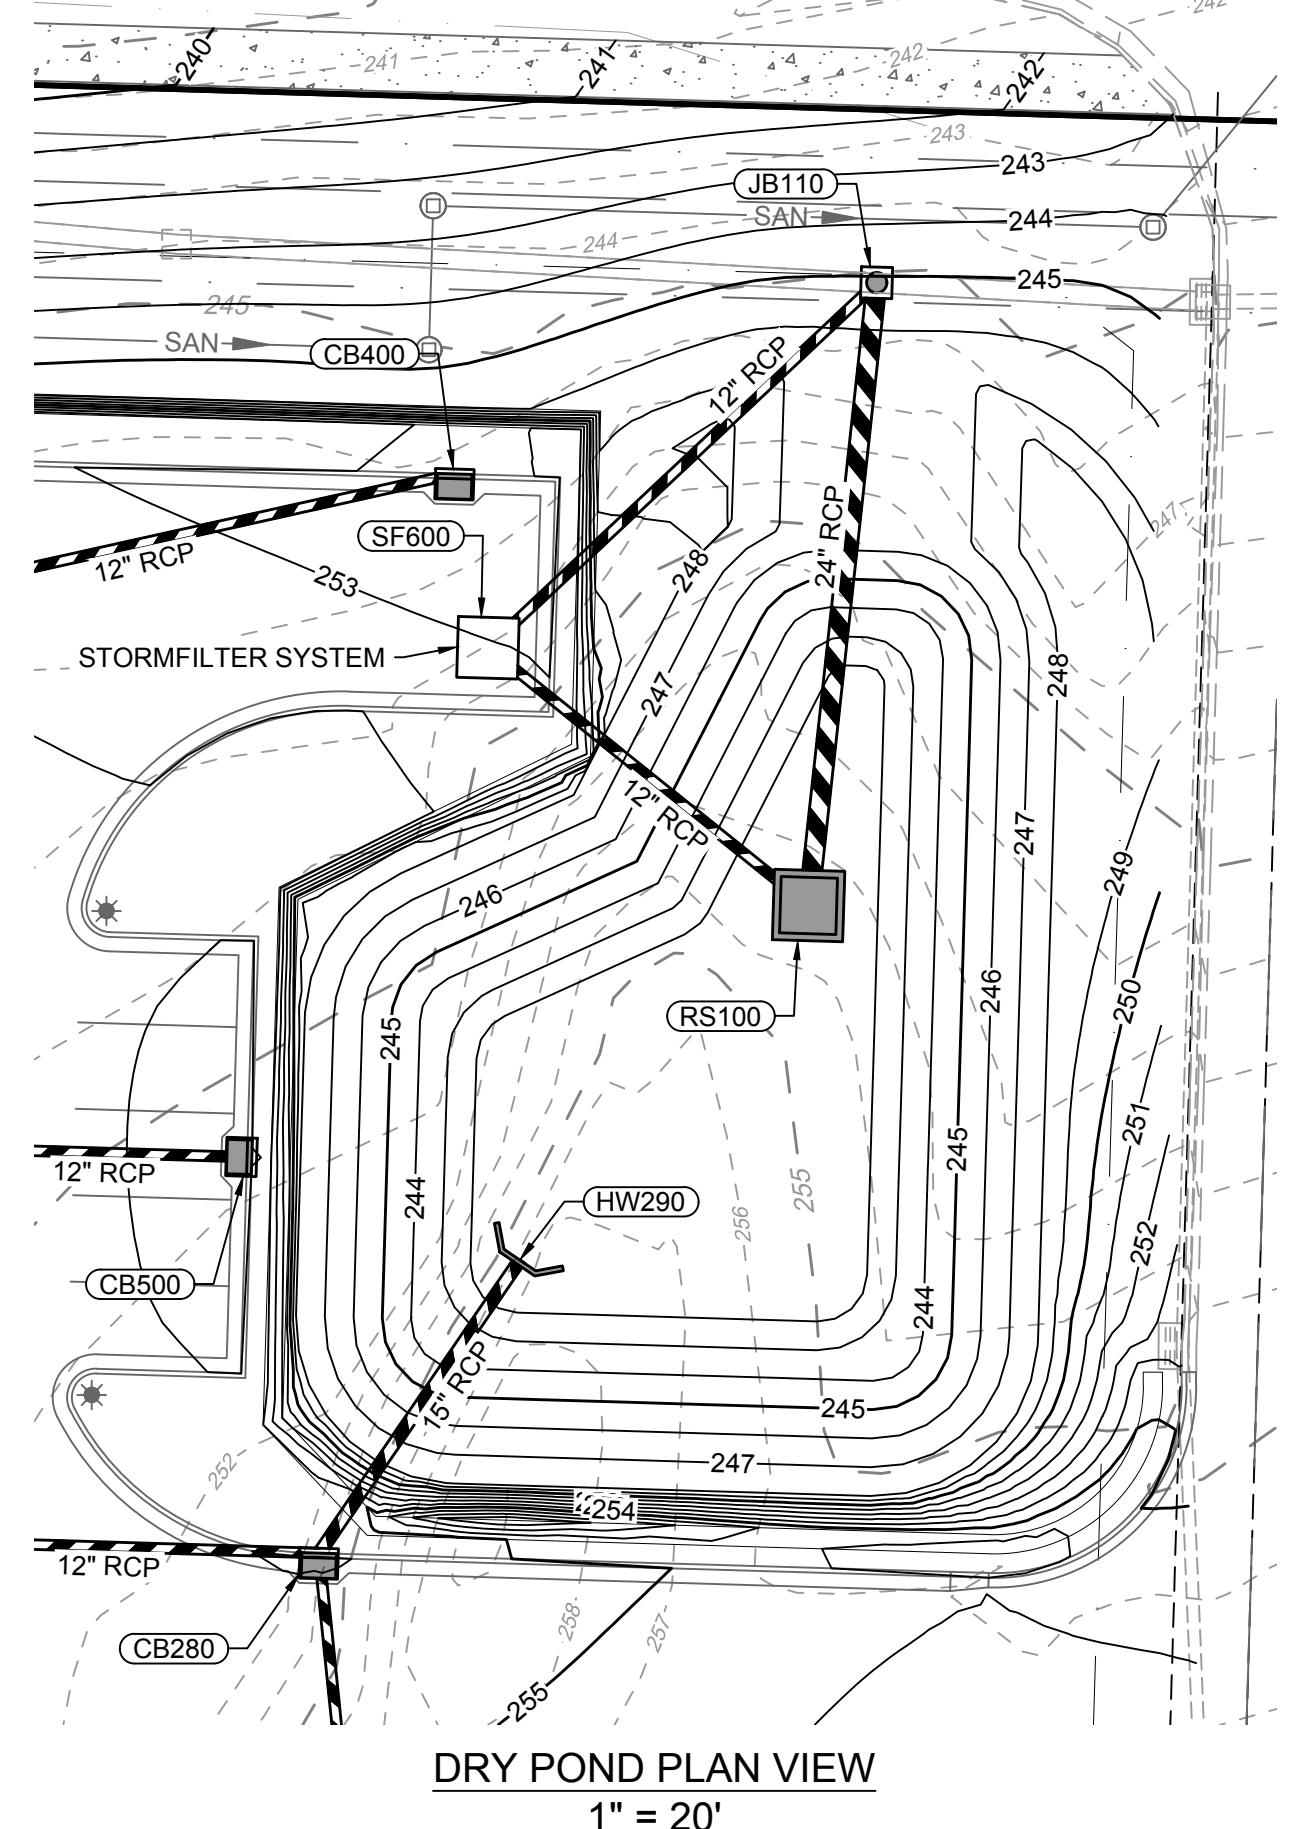 242
240
241
241
242
242
243
243
JB110
SAN
244
244
245
245
SAN
CB400
12" RCP
SF600
12" RCP
24" RCP
247
253
248
STORMFILTER SYSTEM
247
248
12" RCP
247
249
246
246
250
RS100
245
245
251
12" RCP
255
256
244
HW290
252
CB500
244
15" RCP
245
247
252
254
12" RCP
258
257
CB280
255
DRY POND PLAN VIEW
1" = 20'